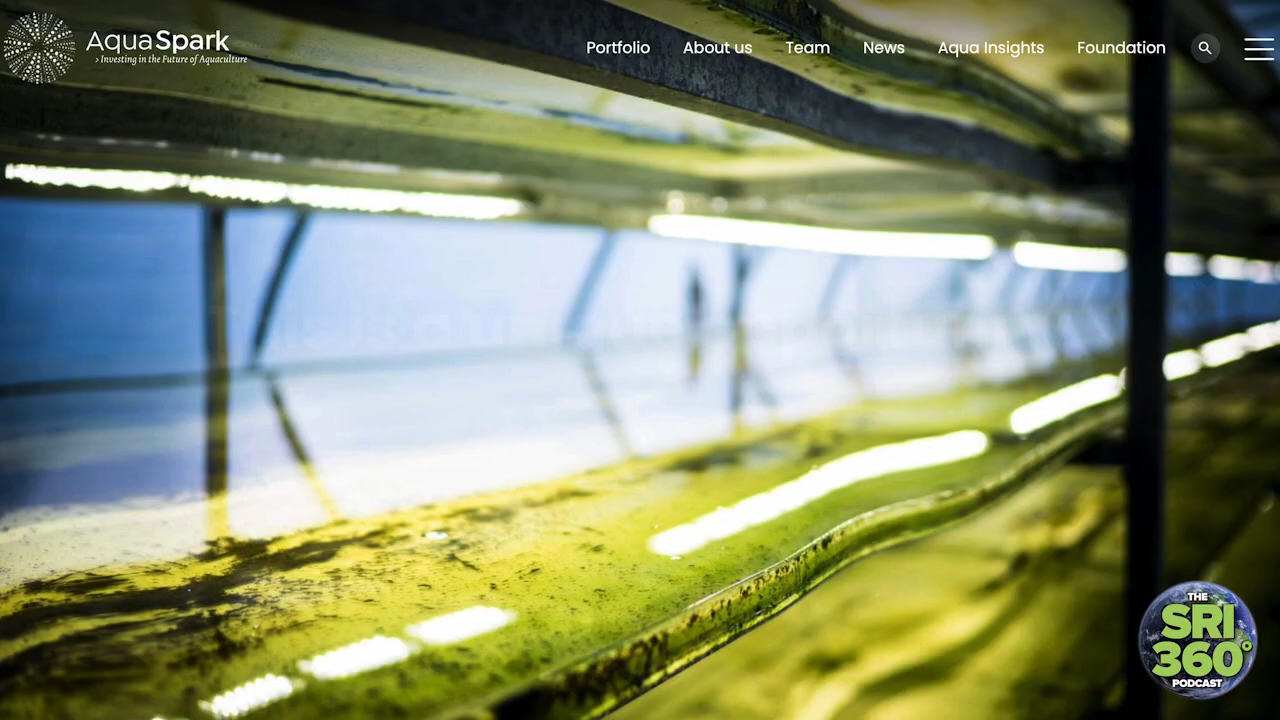 AquaSpark
› Investing in the Future of Aquaculture
Portfolio
About us
Team
News
Aqua Insights
Foundation
THE
SRI
360°
PODCAST